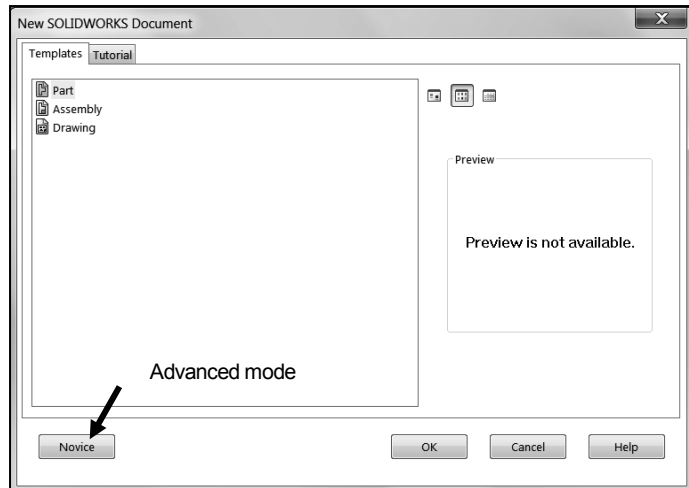 New SOLIDWORKS Document
X
Templates Tutorial
Part
Assembly
Drawing
Preview
Preview is not available.
Advanced mode
Novice OK Cancel Help